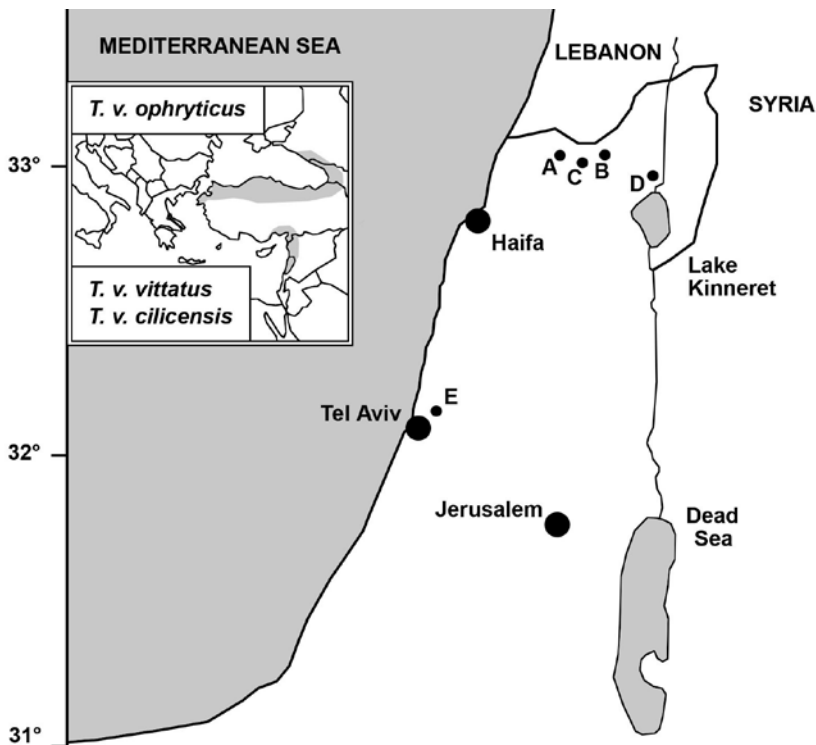 MEDITERRANEAN SEA
LEBANON
SYRIA
T. v. ophryticus
33°
A
C
B
D
Haifa
Lake
Kinneret
T. v. vittatus
T. v. cilicensis
E
Tel Aviv
32°
Jerusalem
Dead
Sea
31°